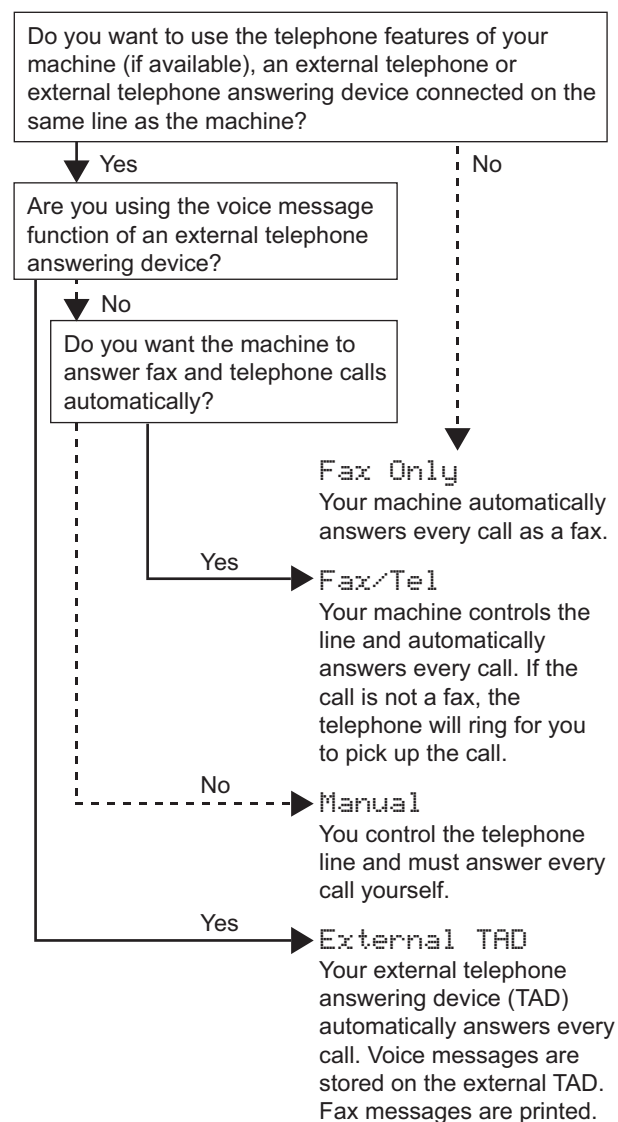 Do you want to use the telephone features of your
machine (if available), an external telephone or
external telephone answering device connected on the
same line as the machine?
Yes
No
Are you using the voice message
function of an external telephone
answering device?
No
Do you want the machine to
answer fax and telephone calls
automatically?
Fax Only
Your machine automatically
answers every call as a fax.
Yes
Fax/Tel
Your machine controls the
line and automatically
answers every call. If the
call is not a fax, the
telephone will ring for you
to pick up the call.
No
Manual
You control the telephone
line and must answer every
call yourself.
Yes
External TAD
Your external telephone
answering device (TAD)
automatically answers every
call. Voice messages are
stored on the external TAD.
Fax messages are printed.